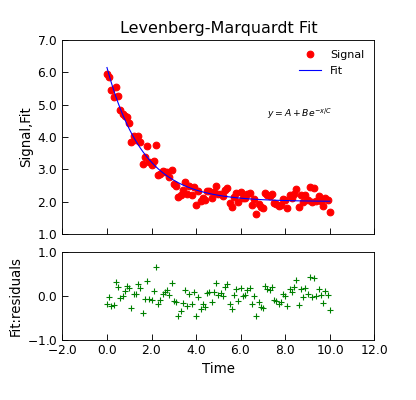 Levenberg-Marquardt Fit
7.0
6.0
5.0
4.0
3.0
2.0
1.0
Signal,Fit
Signal
Fit
y = A + Be^{-x/C}
1.0
0.0
−1.0
Fit:residuals
−2.0 0.0 2.0 4.0 6.0 8.0 10.0 12.0
Time